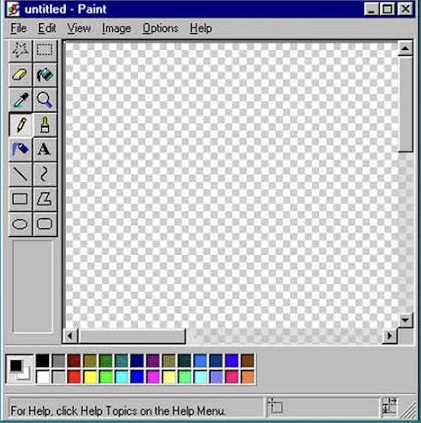 untitled - Paint
File Edit View Image Options Help
A
For Help, click Help Topics on the Help Menu.